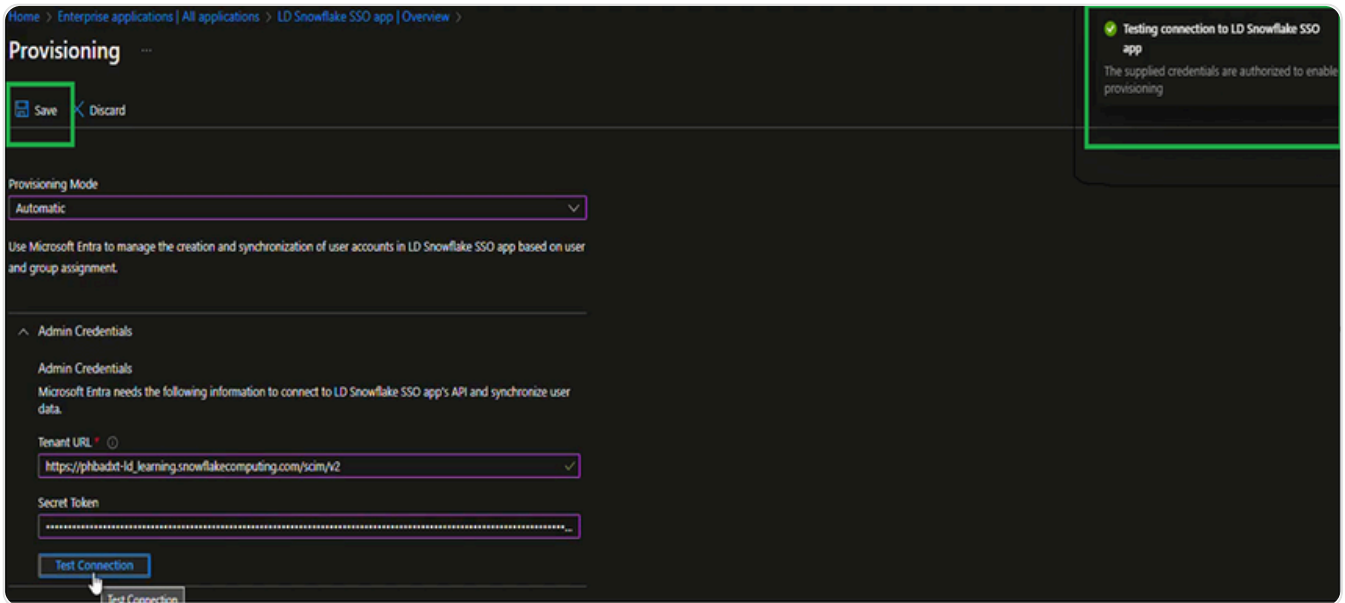 Home > Enterprise applications | All applications > LD Snowflake SSO app | Overview >
Provisioning ...
Save Discard
Testing connection to LD Snowflake SSO
app
The supplied credentials are authorized to enable
provisioning
Provisioning Mode
Automatic
Use Microsoft Entra to manage the creation and synchronization of user accounts in LD Snowflake SSO app based on user
and group assignment.
Admin Credentials
Admin Credentials
Microsoft Entra needs the following information to connect to LD Snowflake SSO app's API and synchronize user
data.
Tenant URL *
https://phbadxt-ld_learning.snowflakecomputing.com/scim/v2
Secret Token
Test Connection
Test Connection